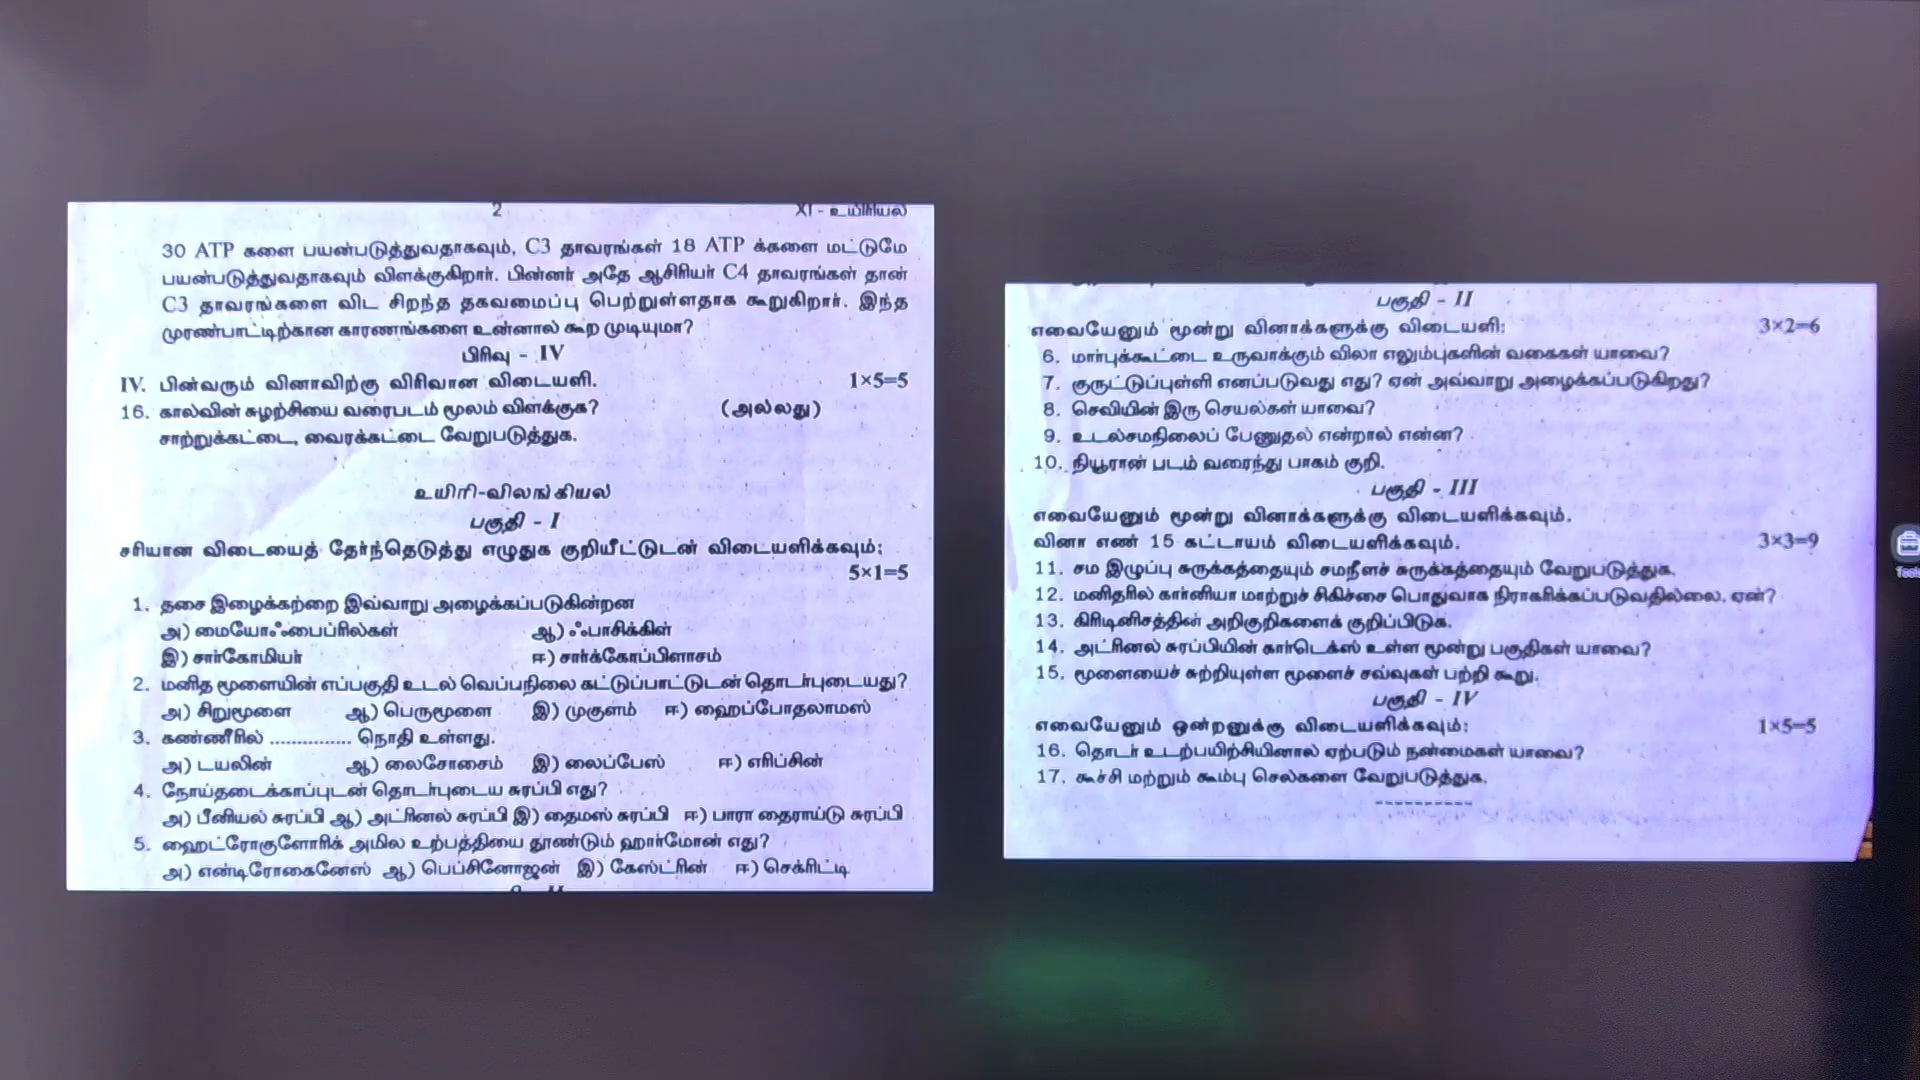 2 XI - உயிரியல்
30 ATP களை பயன்படுத்துவதாகவும், C3 தாவரங்கள் 18 ATP க்களை மட்டுமே
பயன்படுத்துவதாகவும் விளக்குகிறார். பின்னர் அதே ஆசிரியர் C4 தாவரங்கள் தான்
C3 தாவரங்களை விட சிறந்த தகவமைப்பு பெற்றுள்ளதாக கூறுகிறார். இந்த
முரண்பாட்டிற்கான காரணங்களை உன்னால் கூற முடியுமா?
பிரிவு - IV
IV. பின்வரும் வினாவிற்கு விரிவான விடையளி. 1×5=5
16. கால்வின் சுழற்சியை வரைபடம் மூலம் விளக்குக? (அல்லது)
சாற்றுக்கட்டை, வைரக்கட்டை வேறுபடுத்துக.
உயிரி-விலங்கியல்
பகுதி - I
சரியான விடையைத் தேர்ந்தெடுத்து எழுதுக குறியீட்டுடன் விடையளிக்கவும்:
5×1=5
1. தசை இழைக்கற்றை இவ்வாறு அழைக்கப்படுகின்றன
அ) மையோஃபைப்ரில்கள் ஆ) ஃபாசிக்கிள்
இ) சார்கோமியர் ஈ) சார்க்கோப்பிளாசம்
2. மனித மூளையின் எப்பகுதி உடல் வெப்பநிலை கட்டுப்பாட்டுடன் தொடர்புடையது?
அ) சிறுமூளை ஆ) பெருமூளை இ) முகுளம் ஈ) ஹைப்போதலாமஸ்
3. கண்ணீரில் ............... நொதி உள்ளது.
அ) டயலின் ஆ) லைசோசைம் இ) லைப்பேஸ் ஈ) எரிப்சின்
4. நோய்தடைக்காப்புடன் தொடர்புடைய சுரப்பி எது?
அ) பீனியல் சுரப்பி ஆ) அட்ரினல் சுரப்பி இ) தைமஸ் சுரப்பி ஈ) பாரா தைராய்டு சுரப்பி
5. ஹைட்ரோகுளோரிக் அமில உற்பத்தியை தூண்டும் ஹார்மோன் எது?
அ) என்டிரோகைனேஸ் ஆ) பெப்சினோஜன் இ) கேஸ்ட்ரின் ஈ) செக்ரிட்டி
பகுதி - II
எவையேனும் மூன்று வினாக்களுக்கு விடையளி: 3×2=6
6. மார்புக்கூட்டை உருவாக்கும் விலா எலும்புகளின் வகைகள் யாவை?
7. குருட்டுப்புள்ளி எனப்படுவது எது? ஏன் அவ்வாறு அழைக்கப்படுகிறது?
8. செவியின் இரு செயல்கள் யாவை?
9. உடல்சமநிலைப் பேணுதல் என்றால் என்ன?
10. நியூரான் படம் வரைந்து பாகம் குறி.
பகுதி - III
எவையேனும் மூன்று வினாக்களுக்கு விடையளிக்கவும்.
வினா எண் 15 கட்டாயம் விடையளிக்கவும். 3×3=9
11. சம இழுப்பு சுருக்கத்தையும் சமநீளச் சுருக்கத்தையும் வேறுபடுத்துக.
12. மனிதரில் கார்னியா மாற்றுச் சிகிச்சை பொதுவாக நிராகரிக்கப்படுவதில்லை. ஏன்?
13. கிரிடினிசத்தின் அறிகுறிகளைக் குறிப்பிடுக.
14. அட்ரினல் சுரப்பியின் கார்டெக்ஸ் உள்ள மூன்று பகுதிகள் யாவை?
15. மூளையைச் சுற்றியுள்ள மூளைச் சவ்வுகள் பற்றி கூறு.
பகுதி - IV
எவையேனும் ஒன்றனுக்கு விடையளிக்கவும்: 1×5=5
16. தொடர் உடற்பயிற்சியினால் ஏற்படும் நன்மைகள் யாவை?
17. கூச்சி மற்றும் கூம்பு செல்களை வேறுபடுத்துக.
----------